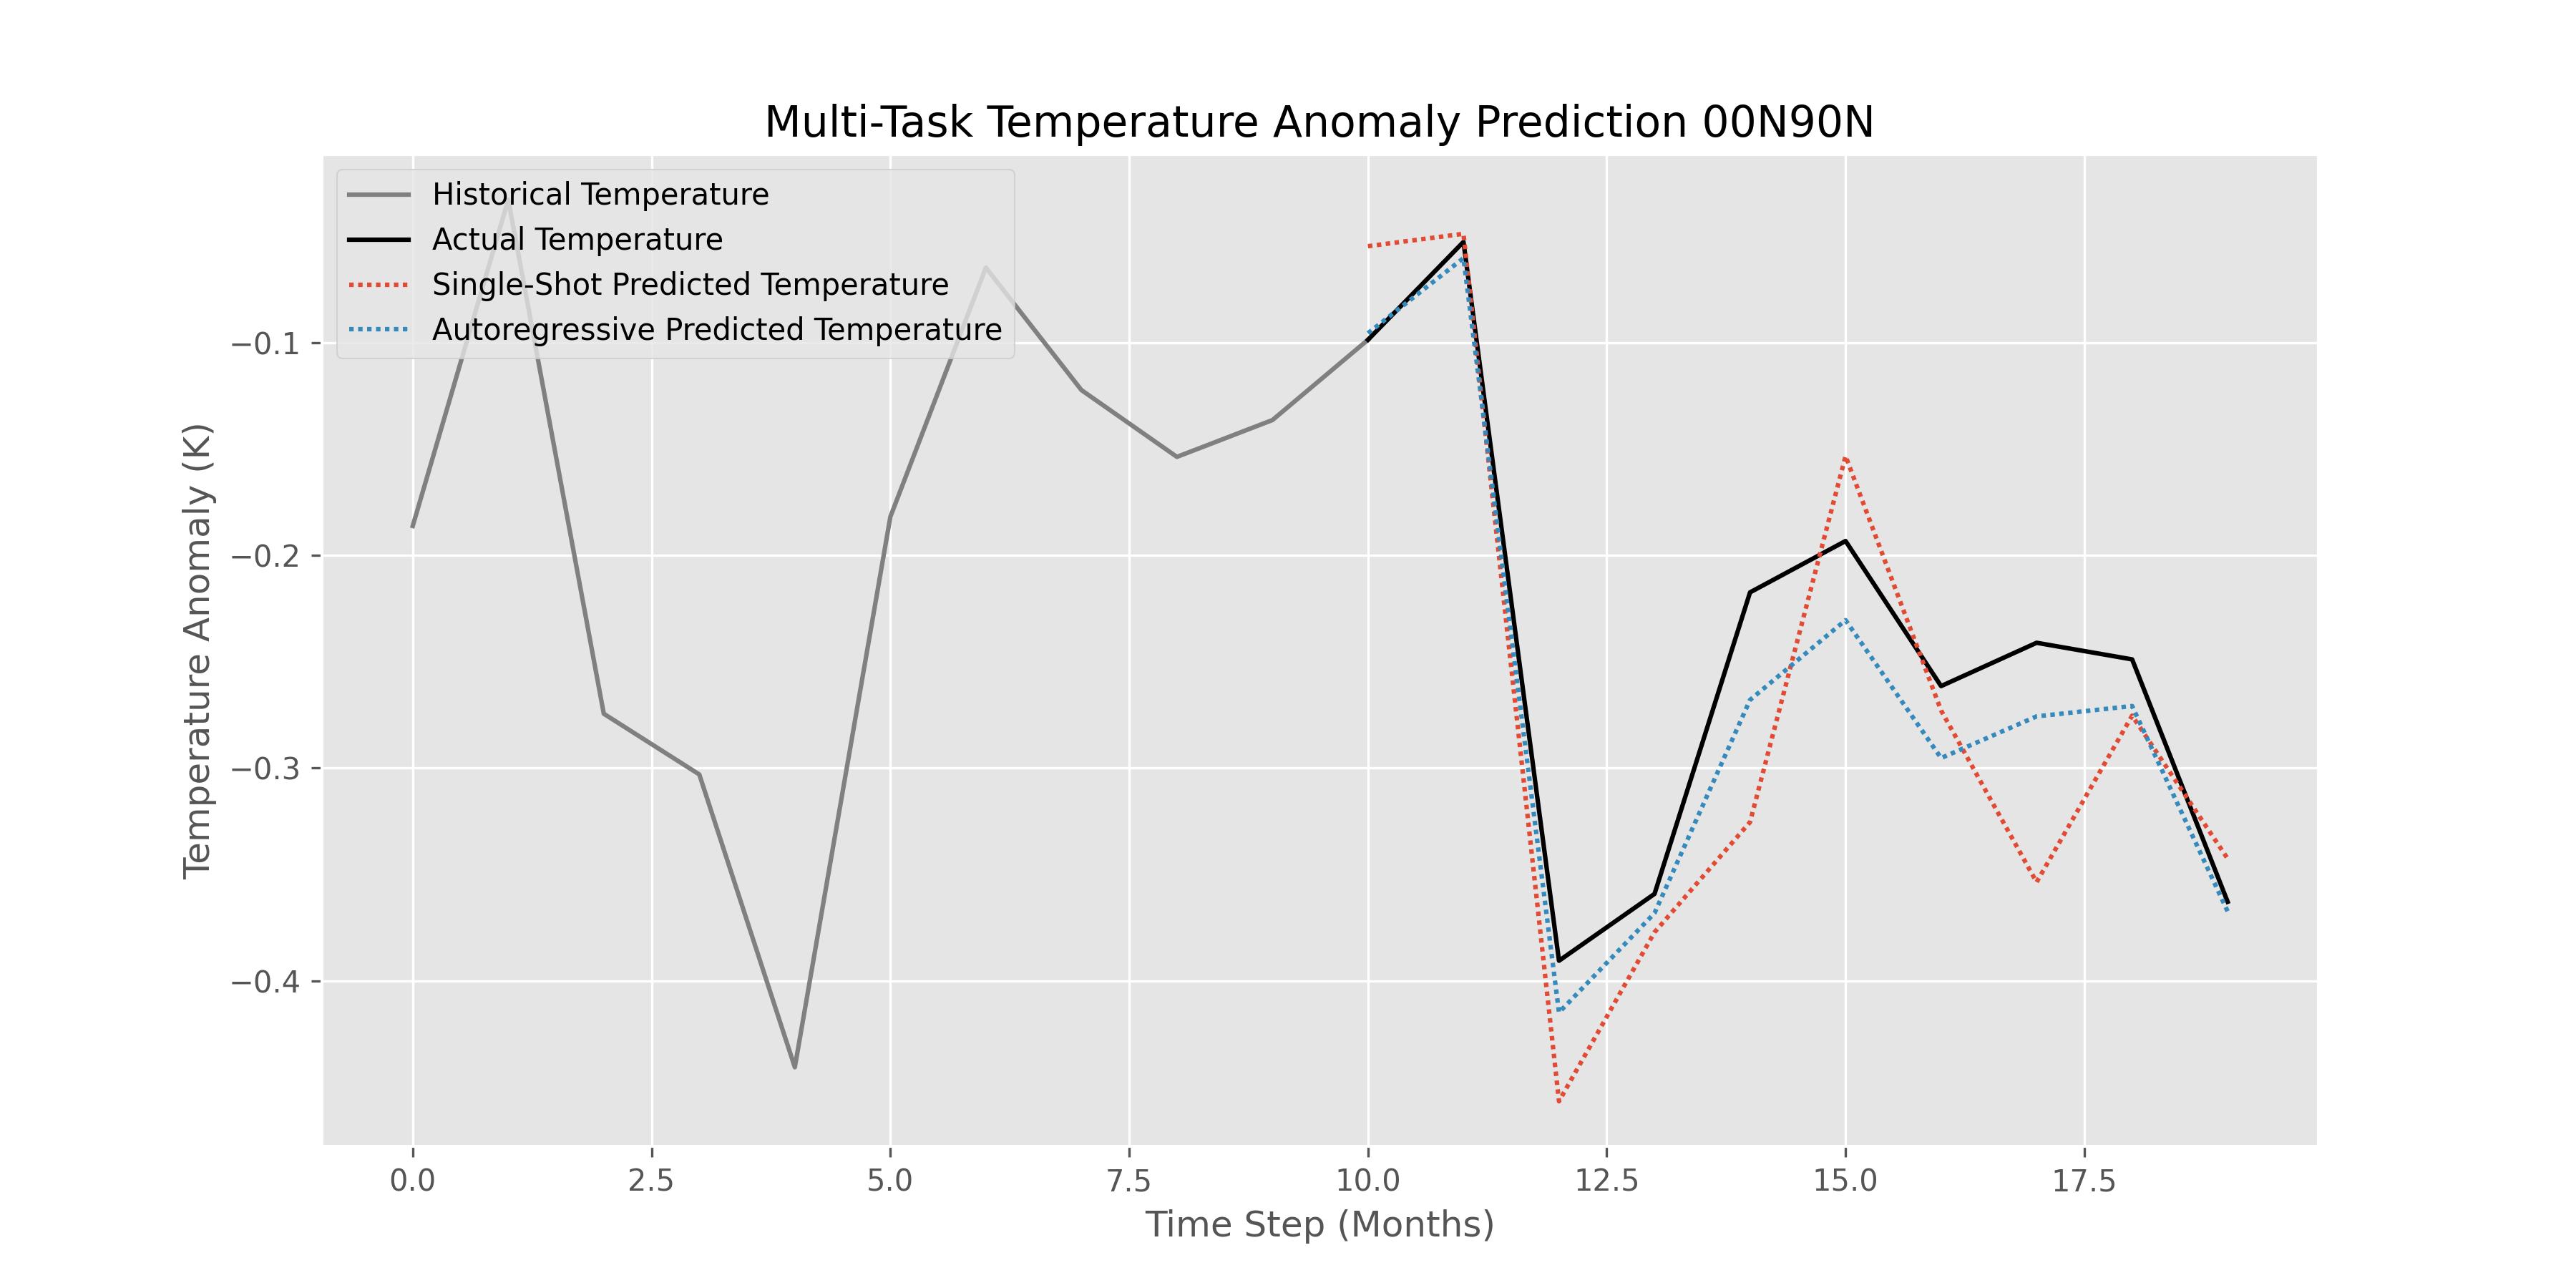 Multi-Task Temperature Anomaly Prediction 00N90N
Historical Temperature
Actual Temperature
Single-Shot Predicted Temperature
Autoregressive Predicted Temperature
Temperature Anomaly (K)
−0.1
−0.2
−0.3
−0.4
0.0 2.5 5.0 7.5 10.0 12.5 15.0 17.5
Time Step (Months)